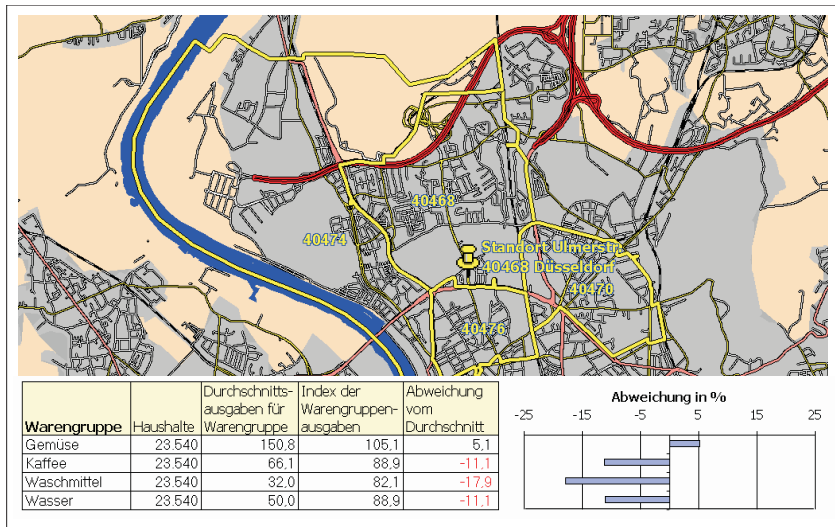 40468
40474
Standorf Ulmerstr.
40468 Düsseldorf
40470
40476
Warengruppe Haushalte Durchschnitts-ausgaben für Warengruppe Index der Warengruppen-ausgaben Abweichung vom Durchschnitt
Gemüse 23.540 150,8 105,1 5,1
Kaffee 23.540 66,1 88,9 -11,1
Waschmittel 23.540 32,0 82,1 -17,9
Wasser 23.540 50,0 88,9 -11,1
Abweichung in %
-25 -15 -5 5 15 25